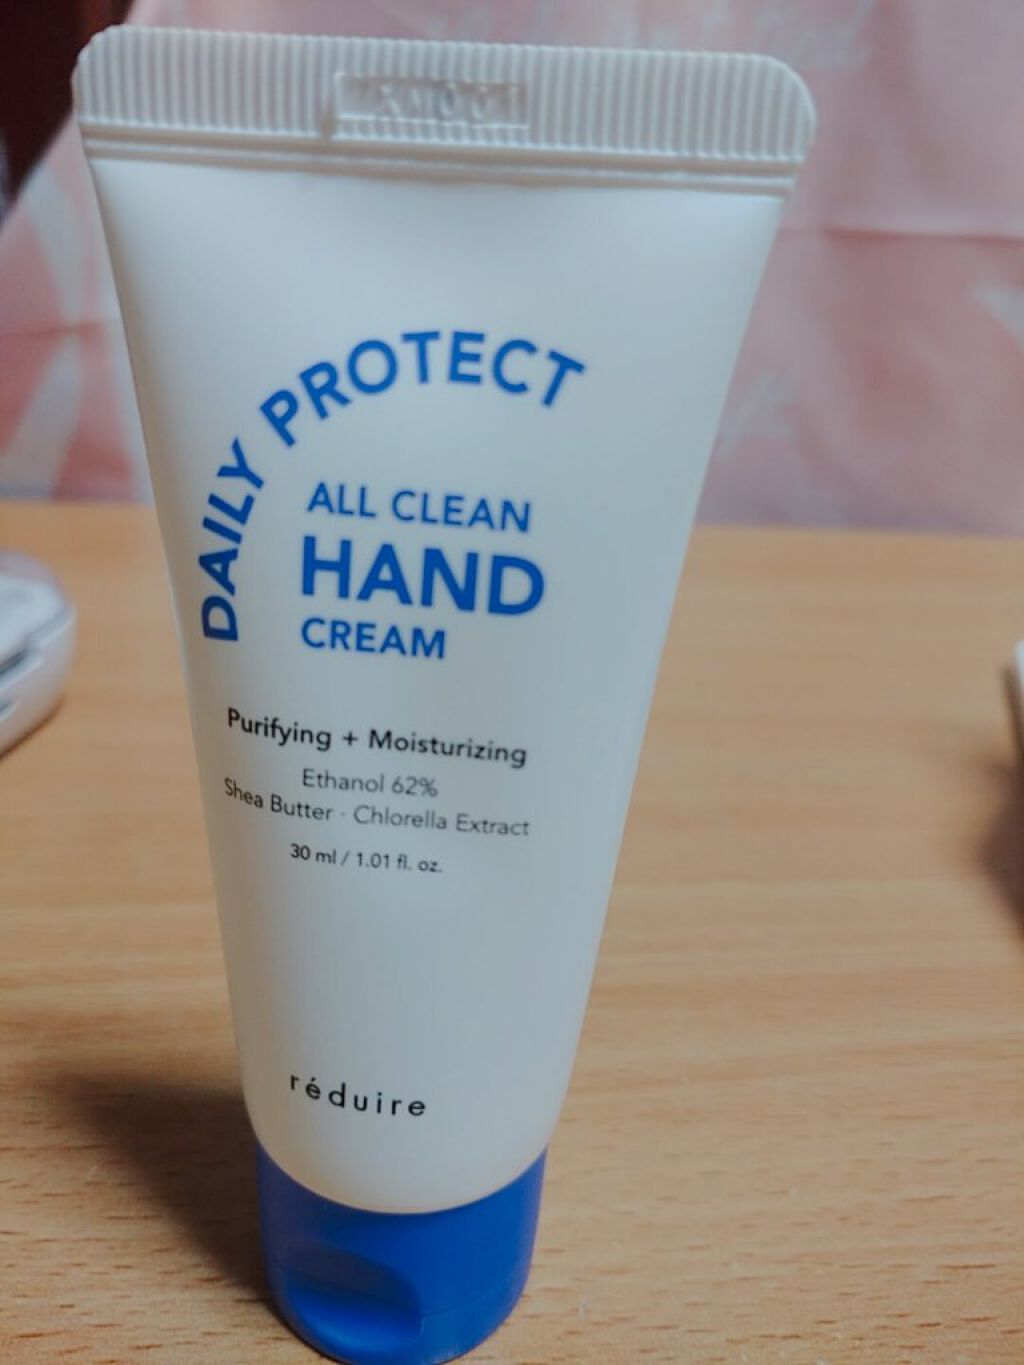 DAILY PROTECT
ALL CLEAN
HAND
CREAM
Purifying + Moisturizing
Ethanol 62%
Shea Butter · Chlorella Extract
30 ml / 1.01 fl. oz.
réduire